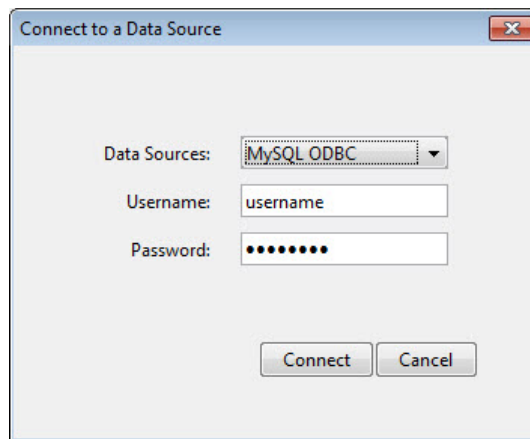 Connect to a Data Source
Data Sources: MySQL ODBC
Username: username
Password: ••••••••
Connect Cancel